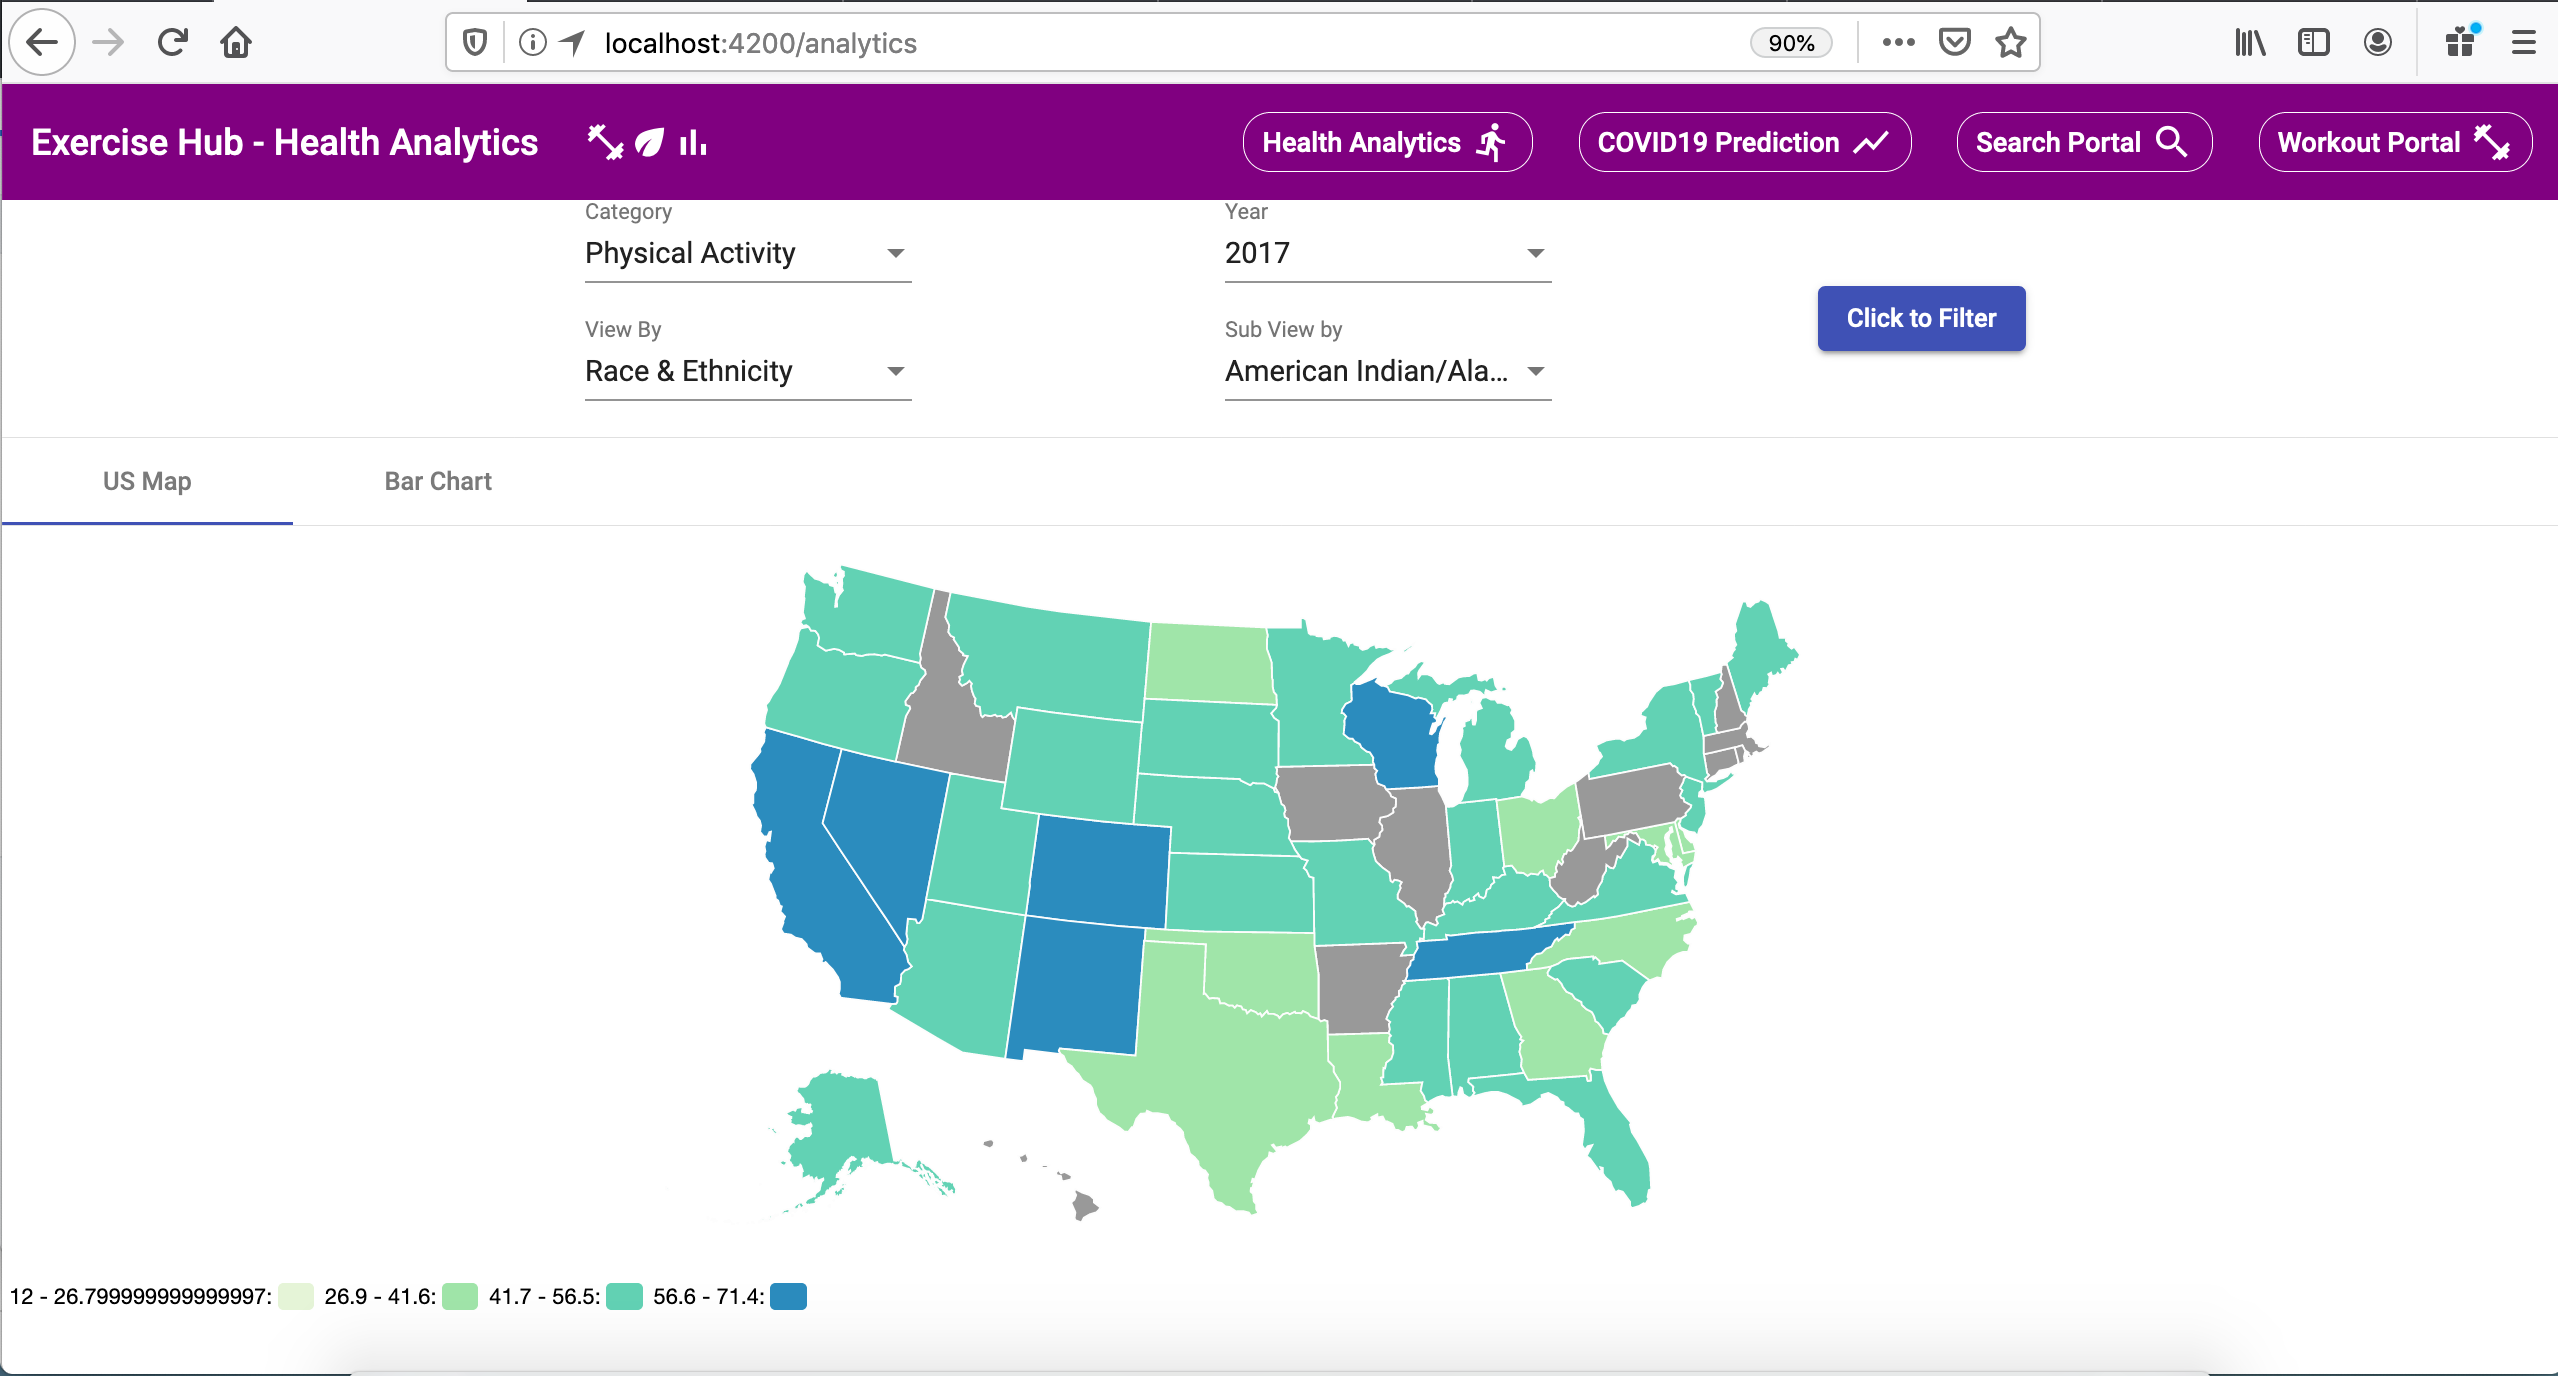 localhost:4200/analytics
90%
Exercise Hub - Health Analytics
Health Analytics
COVID19 Prediction
Search Portal
Workout Portal
Category
Year
Physical Activity
2017
Click to Filter
View By
Sub View by
Race & Ethnicity
American Indian/Ala...
US Map
Bar Chart
12 - 26.799999999999997: 26.9 - 41.6: 41.7 - 56.5: 56.6 - 71.4: